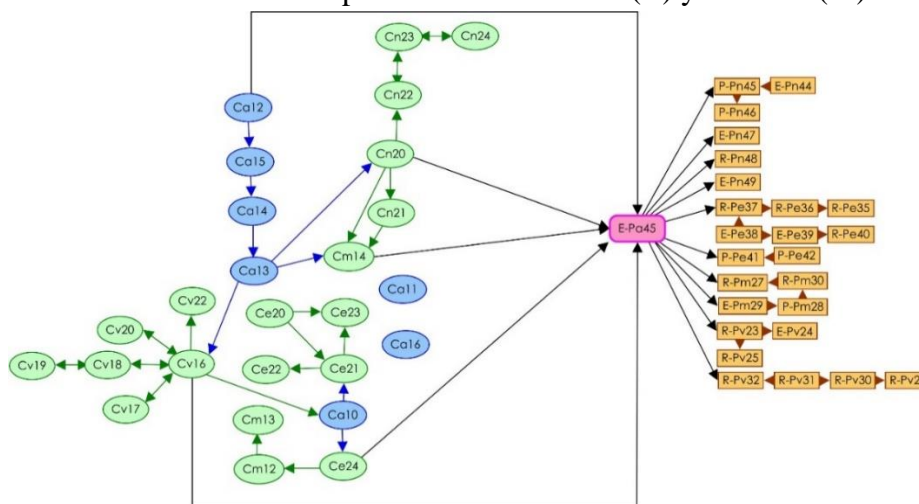 Cn23
Cn24
Cn22
Ca12
P-Pn45
E-Pn44
P-Pn46
E-Pn47
Cn20
Ca15
R-Pn48
E-Pn49
Ca14
Cn21
R-Pe37
R-Pe36
R-Pe35
E-Pa45
E-Pe38
E-Pe39
R-Pe40
Cm14
P-Pe41
P-Pe42
Ca13
R-Pm27
R-Pm30
Ca11
Cv22
Ce20
Ce23
E-Pm29
P-Pm28
Cv20
R-Pv23
E-Pv24
Ca16
R-Pv25
Cv19
Cv18
Cv16
Ce22
Ce21
R-Pv32
R-Pv31
R-Pv30
Cv17
Ca10
Cm13
Cm12
Ce24